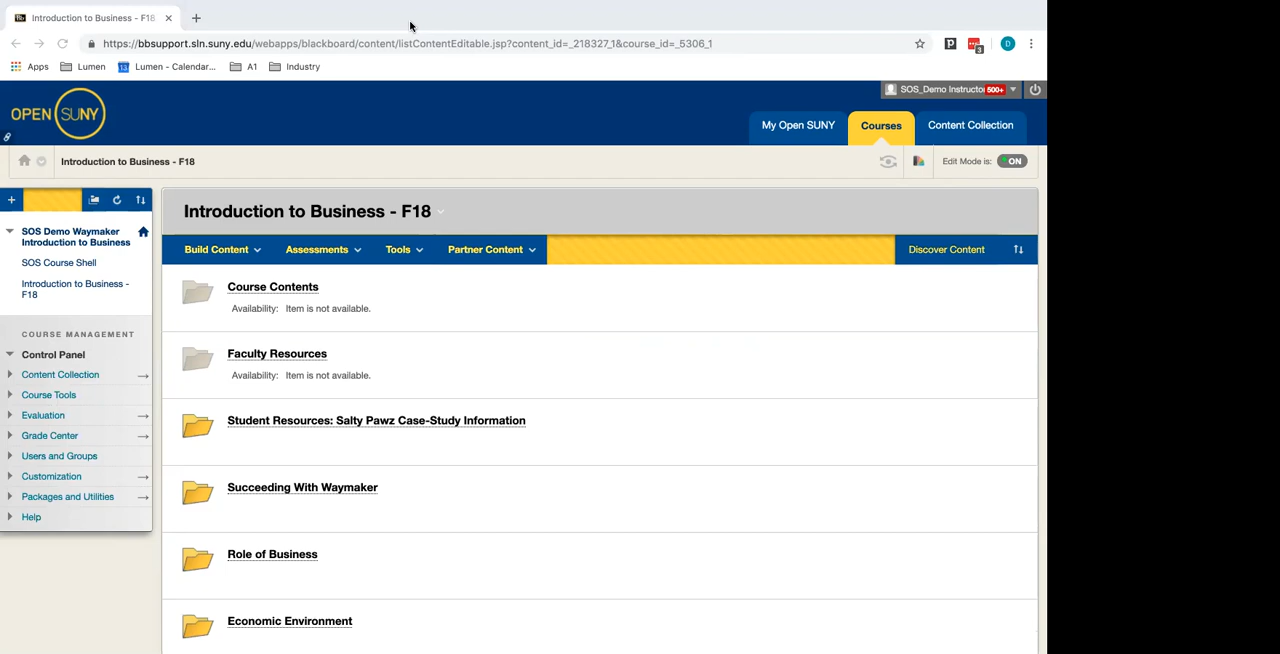 Introduction to Business - F18
https://bbsupport.sln.suny.edu/webapps/blackboard/content/listContentEditable.jsp?content_id=_218327_1&course_id=_5306_1
3
D
Apps
Lumen
13
Lumen - Calendar...
A1
Industry
OPEN SUNY
SOS_Demo Instructor
500+
My Open SUNY
Courses
Content Collection
Introduction to Business - F18
Edit Mode is: ON
SOS Demo Waymaker
Introduction to Business
SOS Course Shell
Introduction to Business -
F18
COURSE MANAGEMENT
Control Panel
Content Collection
Course Tools
Evaluation
Grade Center
Users and Groups
Customization
Packages and Utilities
Help
Introduction to Business - F18
Build Content
Assessments
Tools
Partner Content
Discover Content
Course Contents
Availability: Item is not available.
Faculty Resources
Availability: Item is not available.
Student Resources: Salty Pawz Case-Study Information
Succeeding With Waymaker
Role of Business
Economic Environment